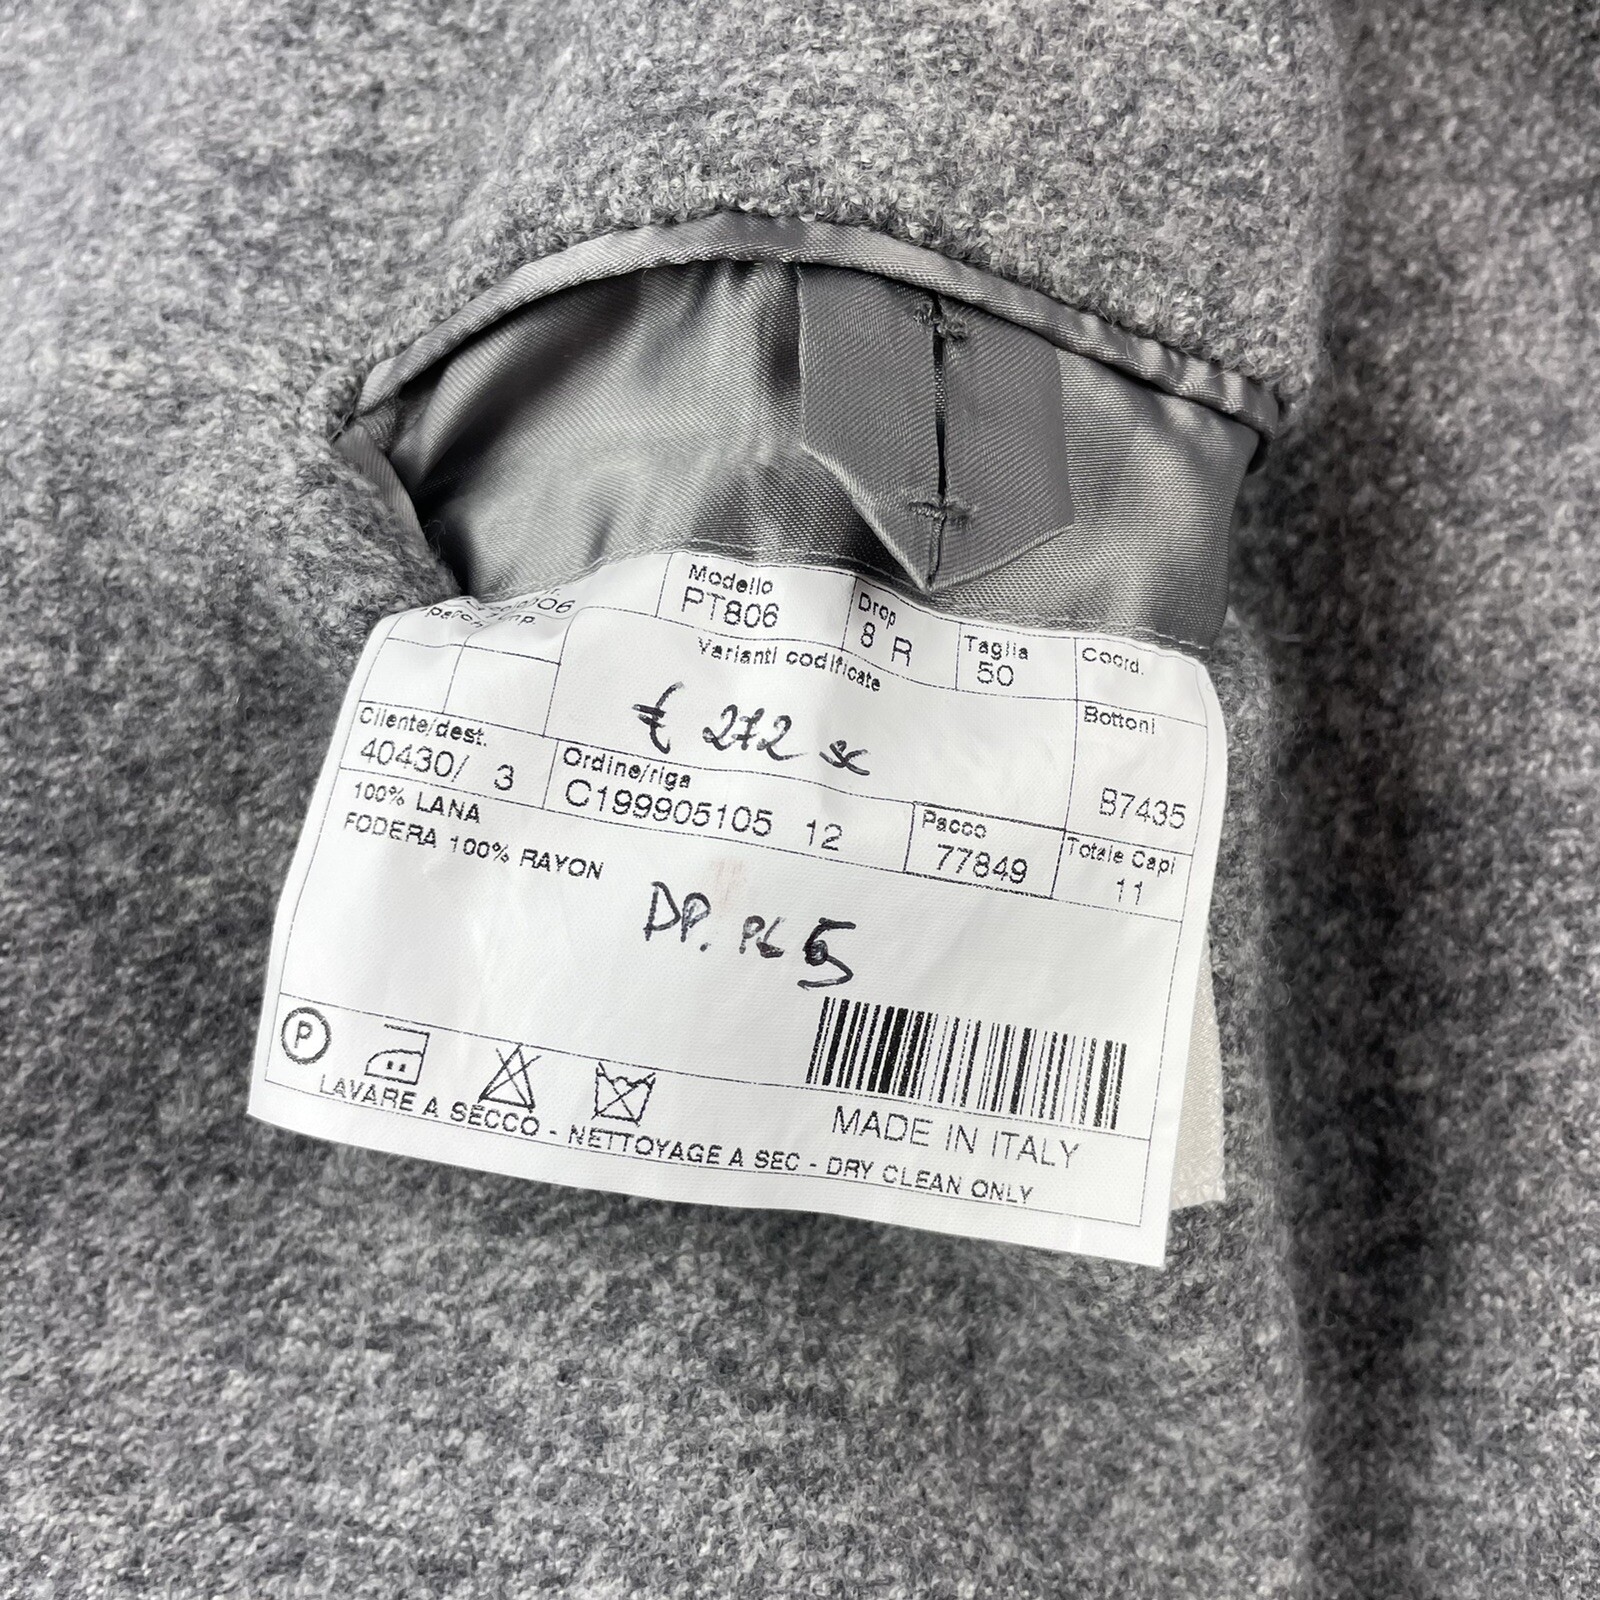 Modello
PT806
Drop
8 R
Taglia
50
Coord.
Varianti codificate
€ 272
Bottoni
B7435
Cliente/dest.
40430/ 3
Ordine/riga
C199905105 12
Pacco
77849
Totale Capi
11
100% LANA
FODERA 100% RAYON
DP. 5
P
LAVARE A SECCO - NETTOYAGE A SEC - DRY CLEAN ONLY
MADE IN ITALY